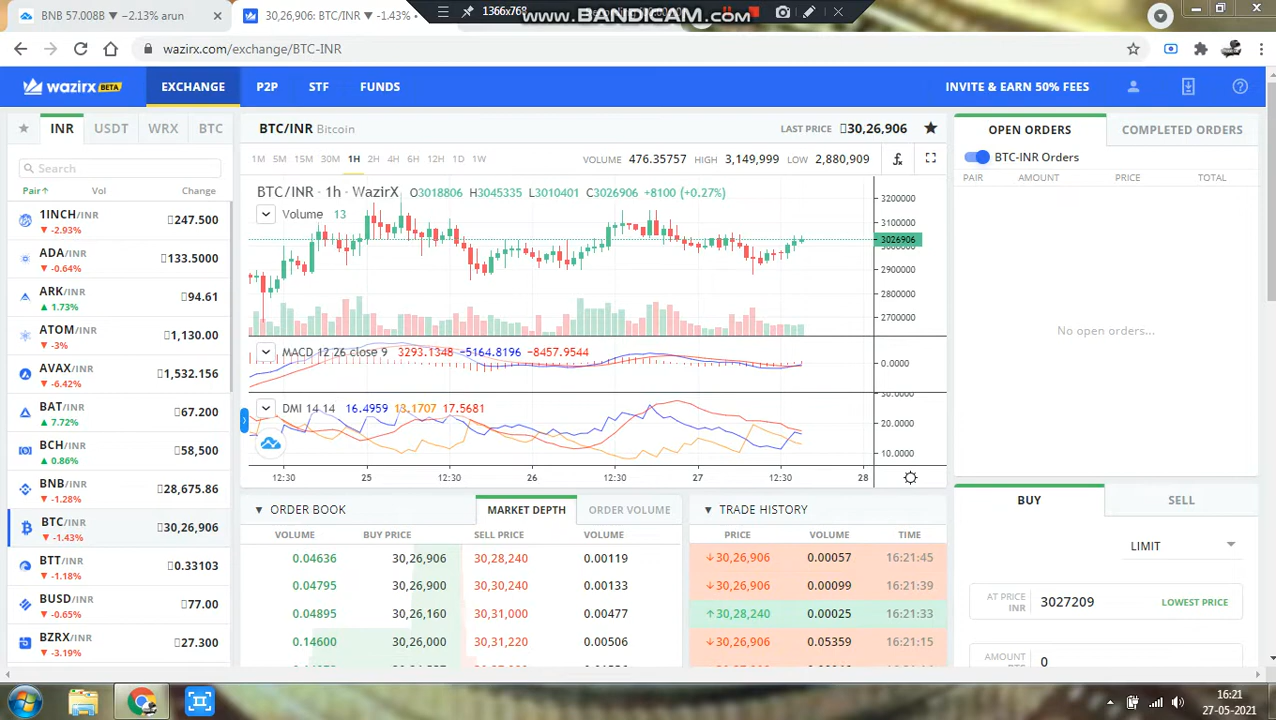 BNB 57.008B ▼ −2.13% arun
30,26,906: BTC/INR ▼ -1.43%
1366x768
www.BANDICAM.com
wazirx.com/exchange/BTC-INR
wazirx BETA EXCHANGE P2P STF FUNDS INVITE & EARN 50% FEES
INR USDT WRX BTC
Search
Pair↑ Vol Change
1INCH/INR 247.500
▼ -2.93%
ADA/INR 133.5000
▼ -0.64%
ARK/INR 94.61
▲ 1.73%
ATOM/INR 1,130.00
▼ -3%
AVAX/INR 1,532.156
▼ -6.42%
BAT/INR 67.200
▲ 7.72%
BCH/INR 58,500
▲ 0.86%
BNB/INR 28,675.86
▼ -1.28%
BTC/INR 30,26,906
▼ -1.43%
BTT/INR 0.33103
▼ -1.18%
BUSD/INR 77.00
▼ -0.65%
BZRX/INR 27.300
▼ -3.19%
BTC/INR Bitcoin LAST PRICE 30,26,906
1M 5M 15M 30M 1H 2H 4H 6H 12H 1D 1W VOLUME 476.35757 HIGH 3,149,999 LOW 2,880,909
BTC/INR · 1h · WazirX O3018806 H3045335 L3010401 C3026906 +8100 (+0.27%)
Volume 13
3200000
3100000
3026906
3000000
2900000
2800000
2700000
MACD 12 26 close 9 3293.1348 −5164.8196 −8457.9544
0.0000
DMI 14 14 16.4959 13.1707 17.5681
30.0000
20.0000
10.0000
12:30 25 12:30 26 12:30 27 12:30 28
▼ ORDER BOOK MARKET DEPTH ORDER VOLUME
VOLUME BUY PRICE SELL PRICE VOLUME
0.04636 30,26,906 30,28,240 0.00119
0.04795 30,26,900 30,30,240 0.00133
0.04895 30,26,160 30,31,000 0.00477
0.14600 30,26,000 30,31,220 0.00506
▼ TRADE HISTORY
PRICE VOLUME TIME
↓30,26,906 0.00057 16:21:45
↓30,26,906 0.00099 16:21:39
↑30,28,240 0.00025 16:21:33
↓30,26,906 0.05359 16:21:15
OPEN ORDERS COMPLETED ORDERS
BTC-INR Orders
PAIR AMOUNT PRICE TOTAL
No open orders...
BUY SELL
LIMIT
AT PRICE
INR
3027209 LOWEST PRICE
AMOUNT
0
16:21
27-05-2021